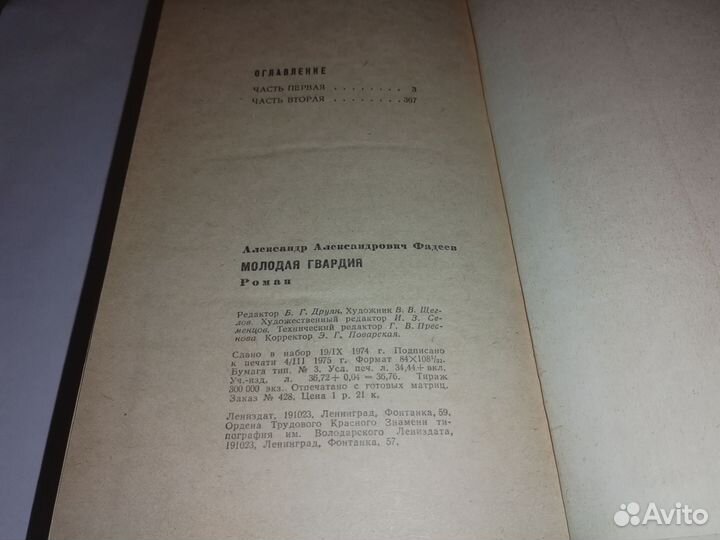 ОГЛАВЛЕНИЕ
ЧАСТЬ ПЕРВАЯ . . . . . . . . 3
ЧАСТЬ ВТОРАЯ . . . . . . . . 367
Александр Александрович Фадеев
МОЛОДАЯ ГВАРДИЯ
Роман
Редактор Б. Г. Друян. Художник В. В. Щег-
лов. Художественный редактор И. З. Се-
менцов. Технический редактор Г. В. Прес-
нова Корректор Э. Г. Поварская.
Сдано в набор 19/IX 1974 г. Подписано
к печати 4/III 1975 г. Формат 84×108¹/₃₂.
Бумага тип. № 3. Усл. печ. л. 34,44 + вкл.
Уч.-изд. л. 36,72 + 0,04 = 36,76. Тираж
300 000 экз. Отпечатано с готовых матриц.
Заказ № 428. Цена 1 р. 21 к.
Лениздат, 191023, Ленинград, Фонтанка, 59.
Ордена Трудового Красного Знамени ти-
пография им. Володарского Лениздата,
191023, Ленинград, Фонтанка, 57.
Avito